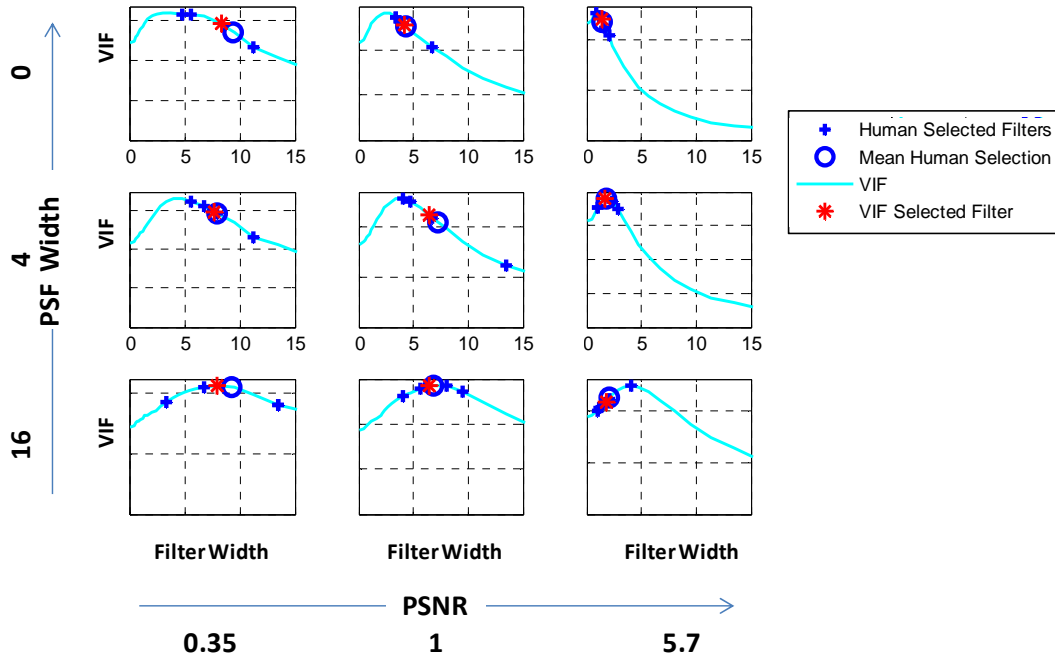 0
VIF
0 5 10 15
0 5 10 15
0 5 10 15
Human Selected Filters
Mean Human Selection
VIF
VIF Selected Filter
PSF Width
4
VIF
0 5 10 15
0 5 10 15
0 5 10 15
16
VIF
Filter Width
Filter Width
Filter Width
PSNR
0.35
1
5.7